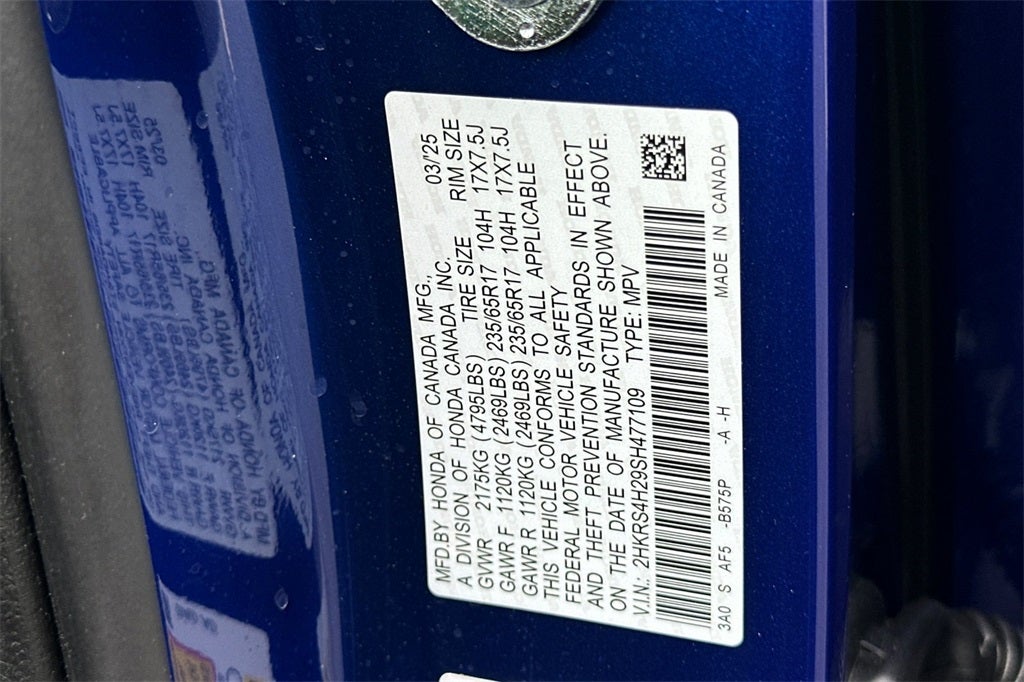 MFD.BY HONDA OF CANADA MFG., 03/'25
A DIVISION OF HONDA CANADA INC.
TIRE SIZE RIM SIZE
GVWR 2175KG (4795LBS)
GAWR F 1120KG (2469LBS) 235/65R17 104H 17X7.5J
GAWR R 1120KG (2469LBS) 235/65R17 104H 17X7.5J
THIS VEHICLE CONFORMS TO ALL APPLICABLE
FEDERAL MOTOR VEHICLE SAFETY
AND THEFT PREVENTION STANDARDS IN EFFECT
ON THE DATE OF MANUFACTURE SHOWN ABOVE.
V.I.N.: 2HKRS4H29SH477109 TYPE: MPV
3A0 S AF5 -B575P -A -H MADE IN CANADA